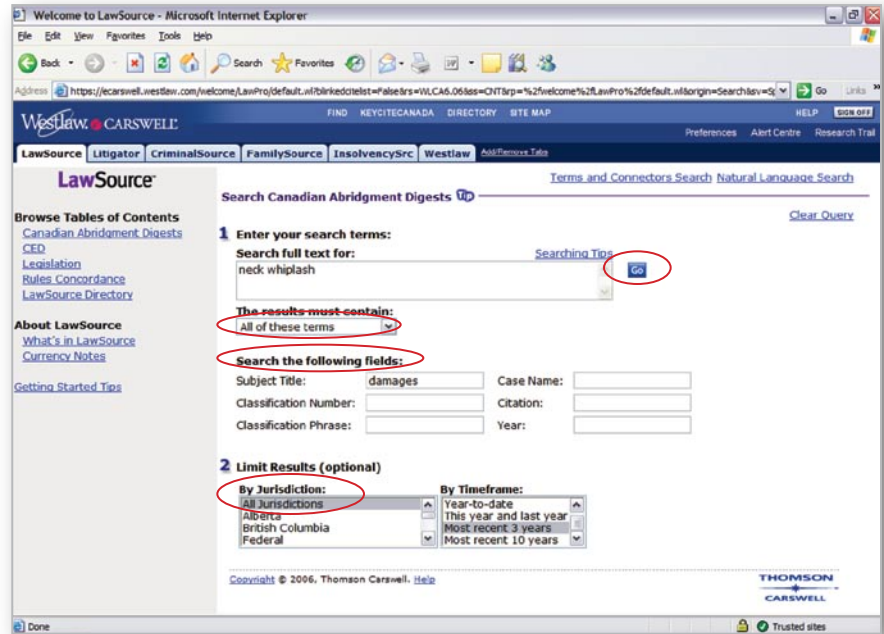 Welcome to LawSource - Microsoft Internet Explorer
File Edit View Favorites Tools Help
Back Search Favorites
Address https://ecarswell.westlaw.com/welcome/LawPro/default.wl?blinkedcitelist=False&rs=WLCA6.06&ss=CNT&rp=%2fwelcome%2fLawPro%2fdefault.wl&origin=Search&sv=S Go Links
Westlaw CARSWELL FIND KEYCITECANADA DIRECTORY SITE MAP HELP SIGN OFF
Preferences Alert Centre Research Trail
LawSource Litigator CriminalSource FamilySource InsolvencySrc Westlaw Add/Remove Tabs
LawSource
Terms and Connectors Search Natural Language Search
Search Canadian Abridgment Digests Tip
Clear Query
Browse Tables of Contents
Canadian Abridgment Digests
CED
Legislation
Rules Concordance
LawSource Directory
About LawSource
What's in LawSource
Currency Notes
Getting Started Tips
1 Enter your search terms:
Search full text for: Searching Tips
neck whiplash Go
The results must contain:
All of these terms
Search the following fields:
Subject Title: damages Case Name:
Classification Number: Citation:
Classification Phrase: Year:
2 Limit Results (optional)
By Jurisdiction: By Timeframe:
All Jurisdictions Year-to-date
Alberta This year and last year
British Columbia Most recent 3 years
Federal Most recent 10 years
Copyright © 2006, Thomson Carswell. Help
THOMSON
CARSWELL
Done Trusted sites